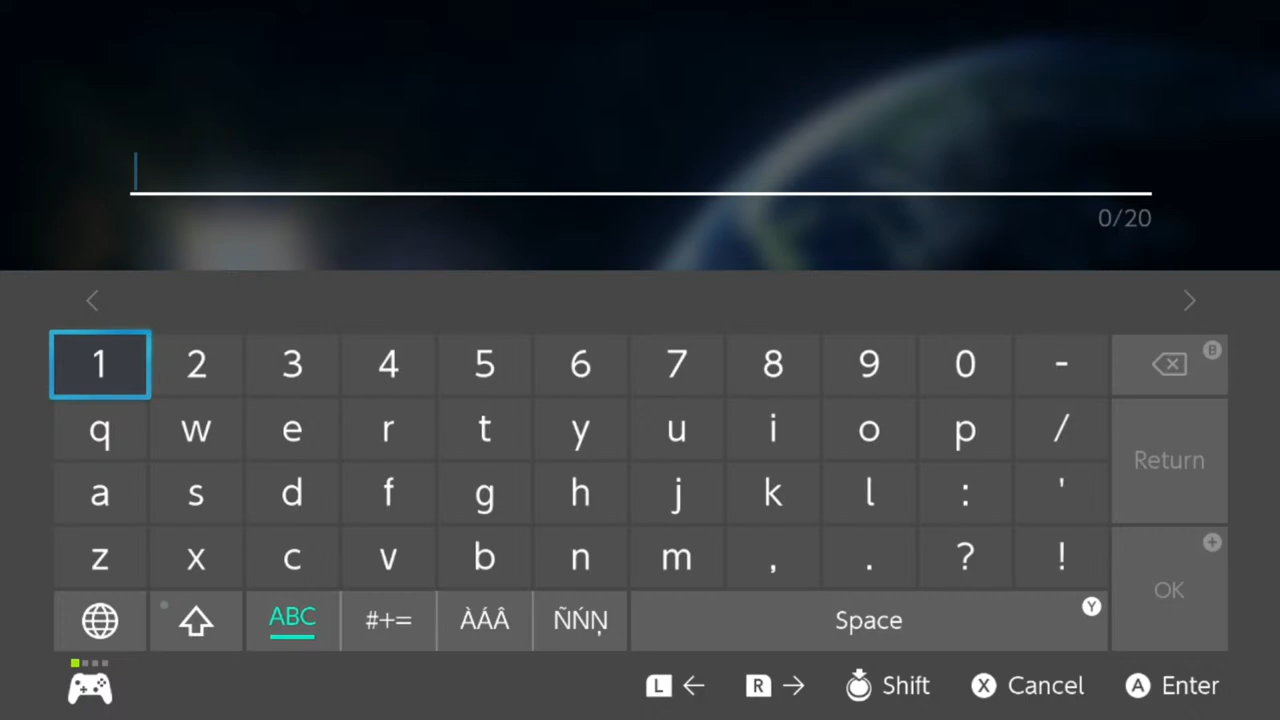 0/20
1 2 3 4 5 6 7 8 9 0 - B
q w e r t y u i o p /
Return
a s d f g h j k l : '
z x c v b n m , . ? ! +
OK
ABC #+= ÀÁÂ ÑŃŅ Space Y
L ← R → Shift X Cancel A Enter